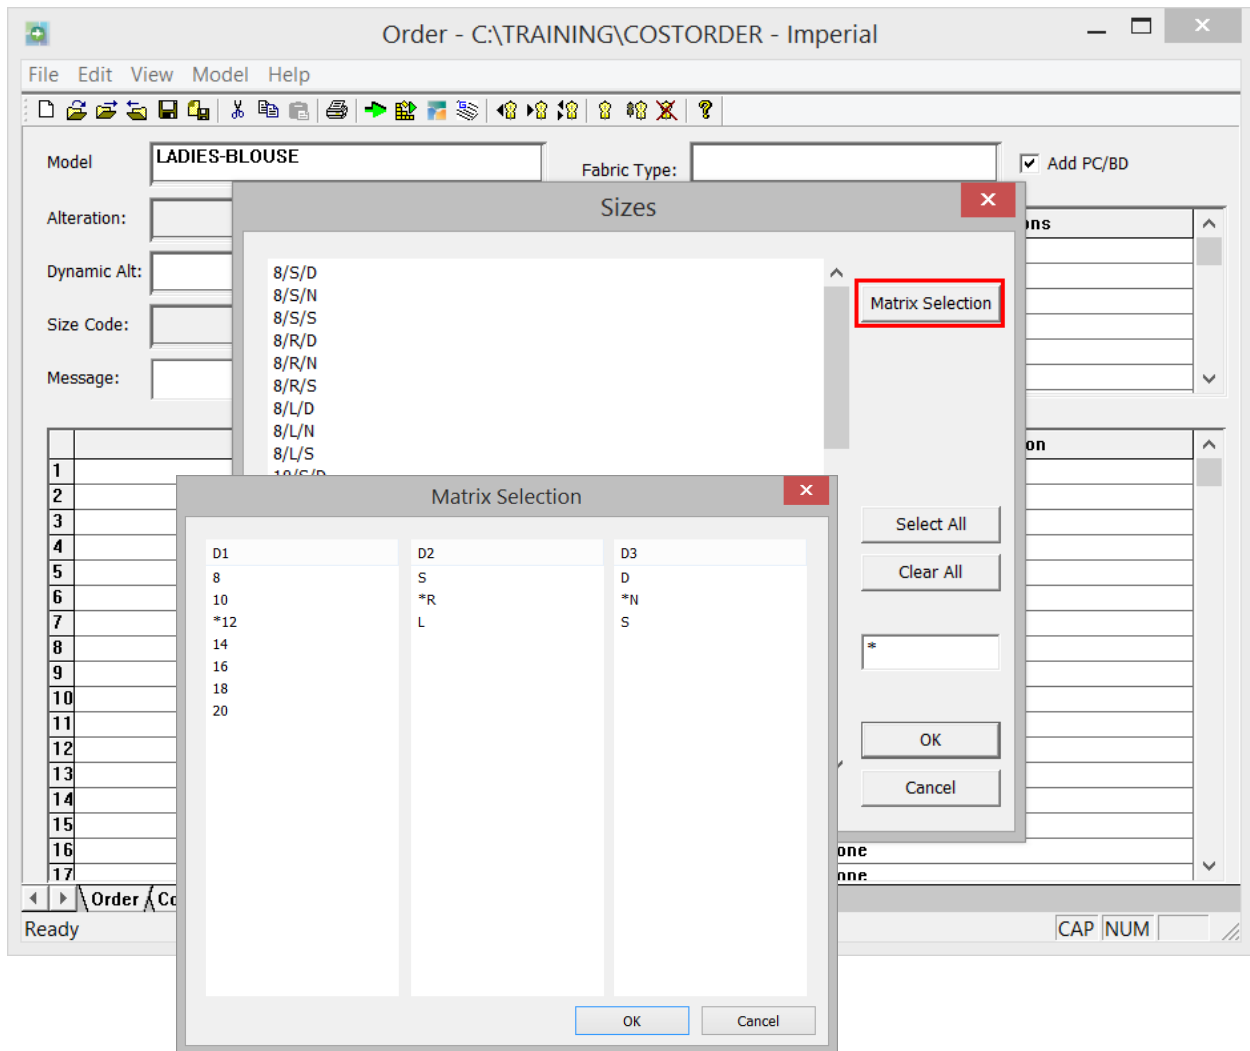 Order - C:\TRAINING\COSTORDER - Imperial
File Edit View Model Help
Model
LADIES-BLOUSE
Fabric Type:
Add PC/BD
Alteration:
Dynamic Alt:
Size Code:
Message:
Sizes
8/S/D
8/S/N
8/S/S
8/R/D
8/R/N
8/R/S
8/L/D
8/L/N
8/L/S
Matrix Selection
Select All
Clear All
*
OK
Cancel
Matrix Selection
D1 D2 D3
8 S D
10 *R *N
*12 L S
14
16
18
20
OK Cancel
1
2
3
4
5
6
7
8
9
10
11
12
13
14
15
16
17
Order
Ready
CAP NUM